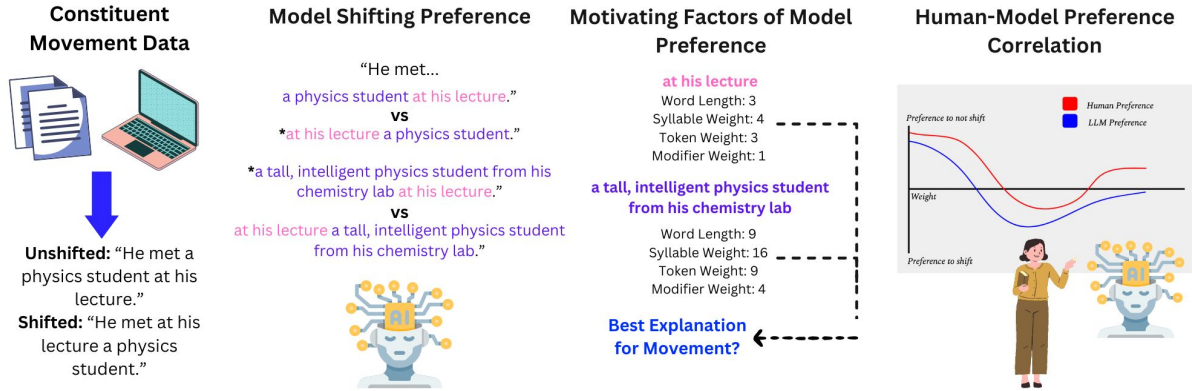 Constituent
Movement Data
Unshifted: “He met a
physics student at his
lecture.”
Shifted: “He met at his
lecture a physics
student.”
Model Shifting Preference
“He met...
a physics student at his lecture.”
vs
*at his lecture a physics student.”
*a tall, intelligent physics student from his
chemistry lab at his lecture.”
vs
at his lecture a tall, intelligent physics student
from his chemistry lab.”
AI
Motivating Factors of Model
Preference
at his lecture
Word Length: 3
Syllable Weight: 4
Token Weight: 3
Modifier Weight: 1
a tall, intelligent physics student
from his chemistry lab
Word Length: 9
Syllable Weight: 16
Token Weight: 9
Modifier Weight: 4
Best Explanation
for Movement?
Human-Model Preference
Correlation
Human Preference
LLM Preference
Preference to not shift
Weight
Preference to shift
AI